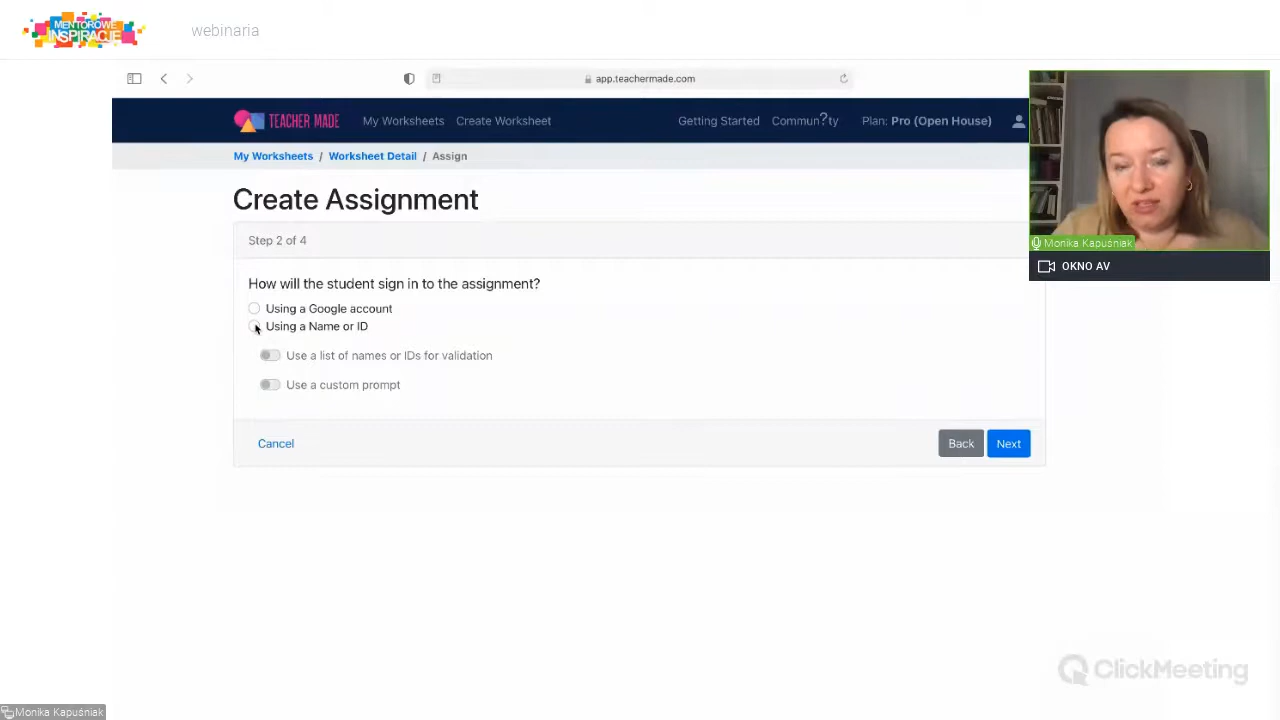 MENTOROWE
INSPIRACJE
webinaria
app.teachermade.com
TEACHER MADE
My Worksheets
Create Worksheet
Getting Started
Commun?ty
Plan: Pro (Open House)
My Worksheets / Worksheet Detail / Assign
Create Assignment
Step 2 of 4
How will the student sign in to the assignment?
Using a Google account
Using a Name or ID
Use a list of names or IDs for validation
Use a custom prompt
Cancel
Back
Next
Monika Kapuśniak
OKNO AV
ClickMeeting
Monika Kapuśniak